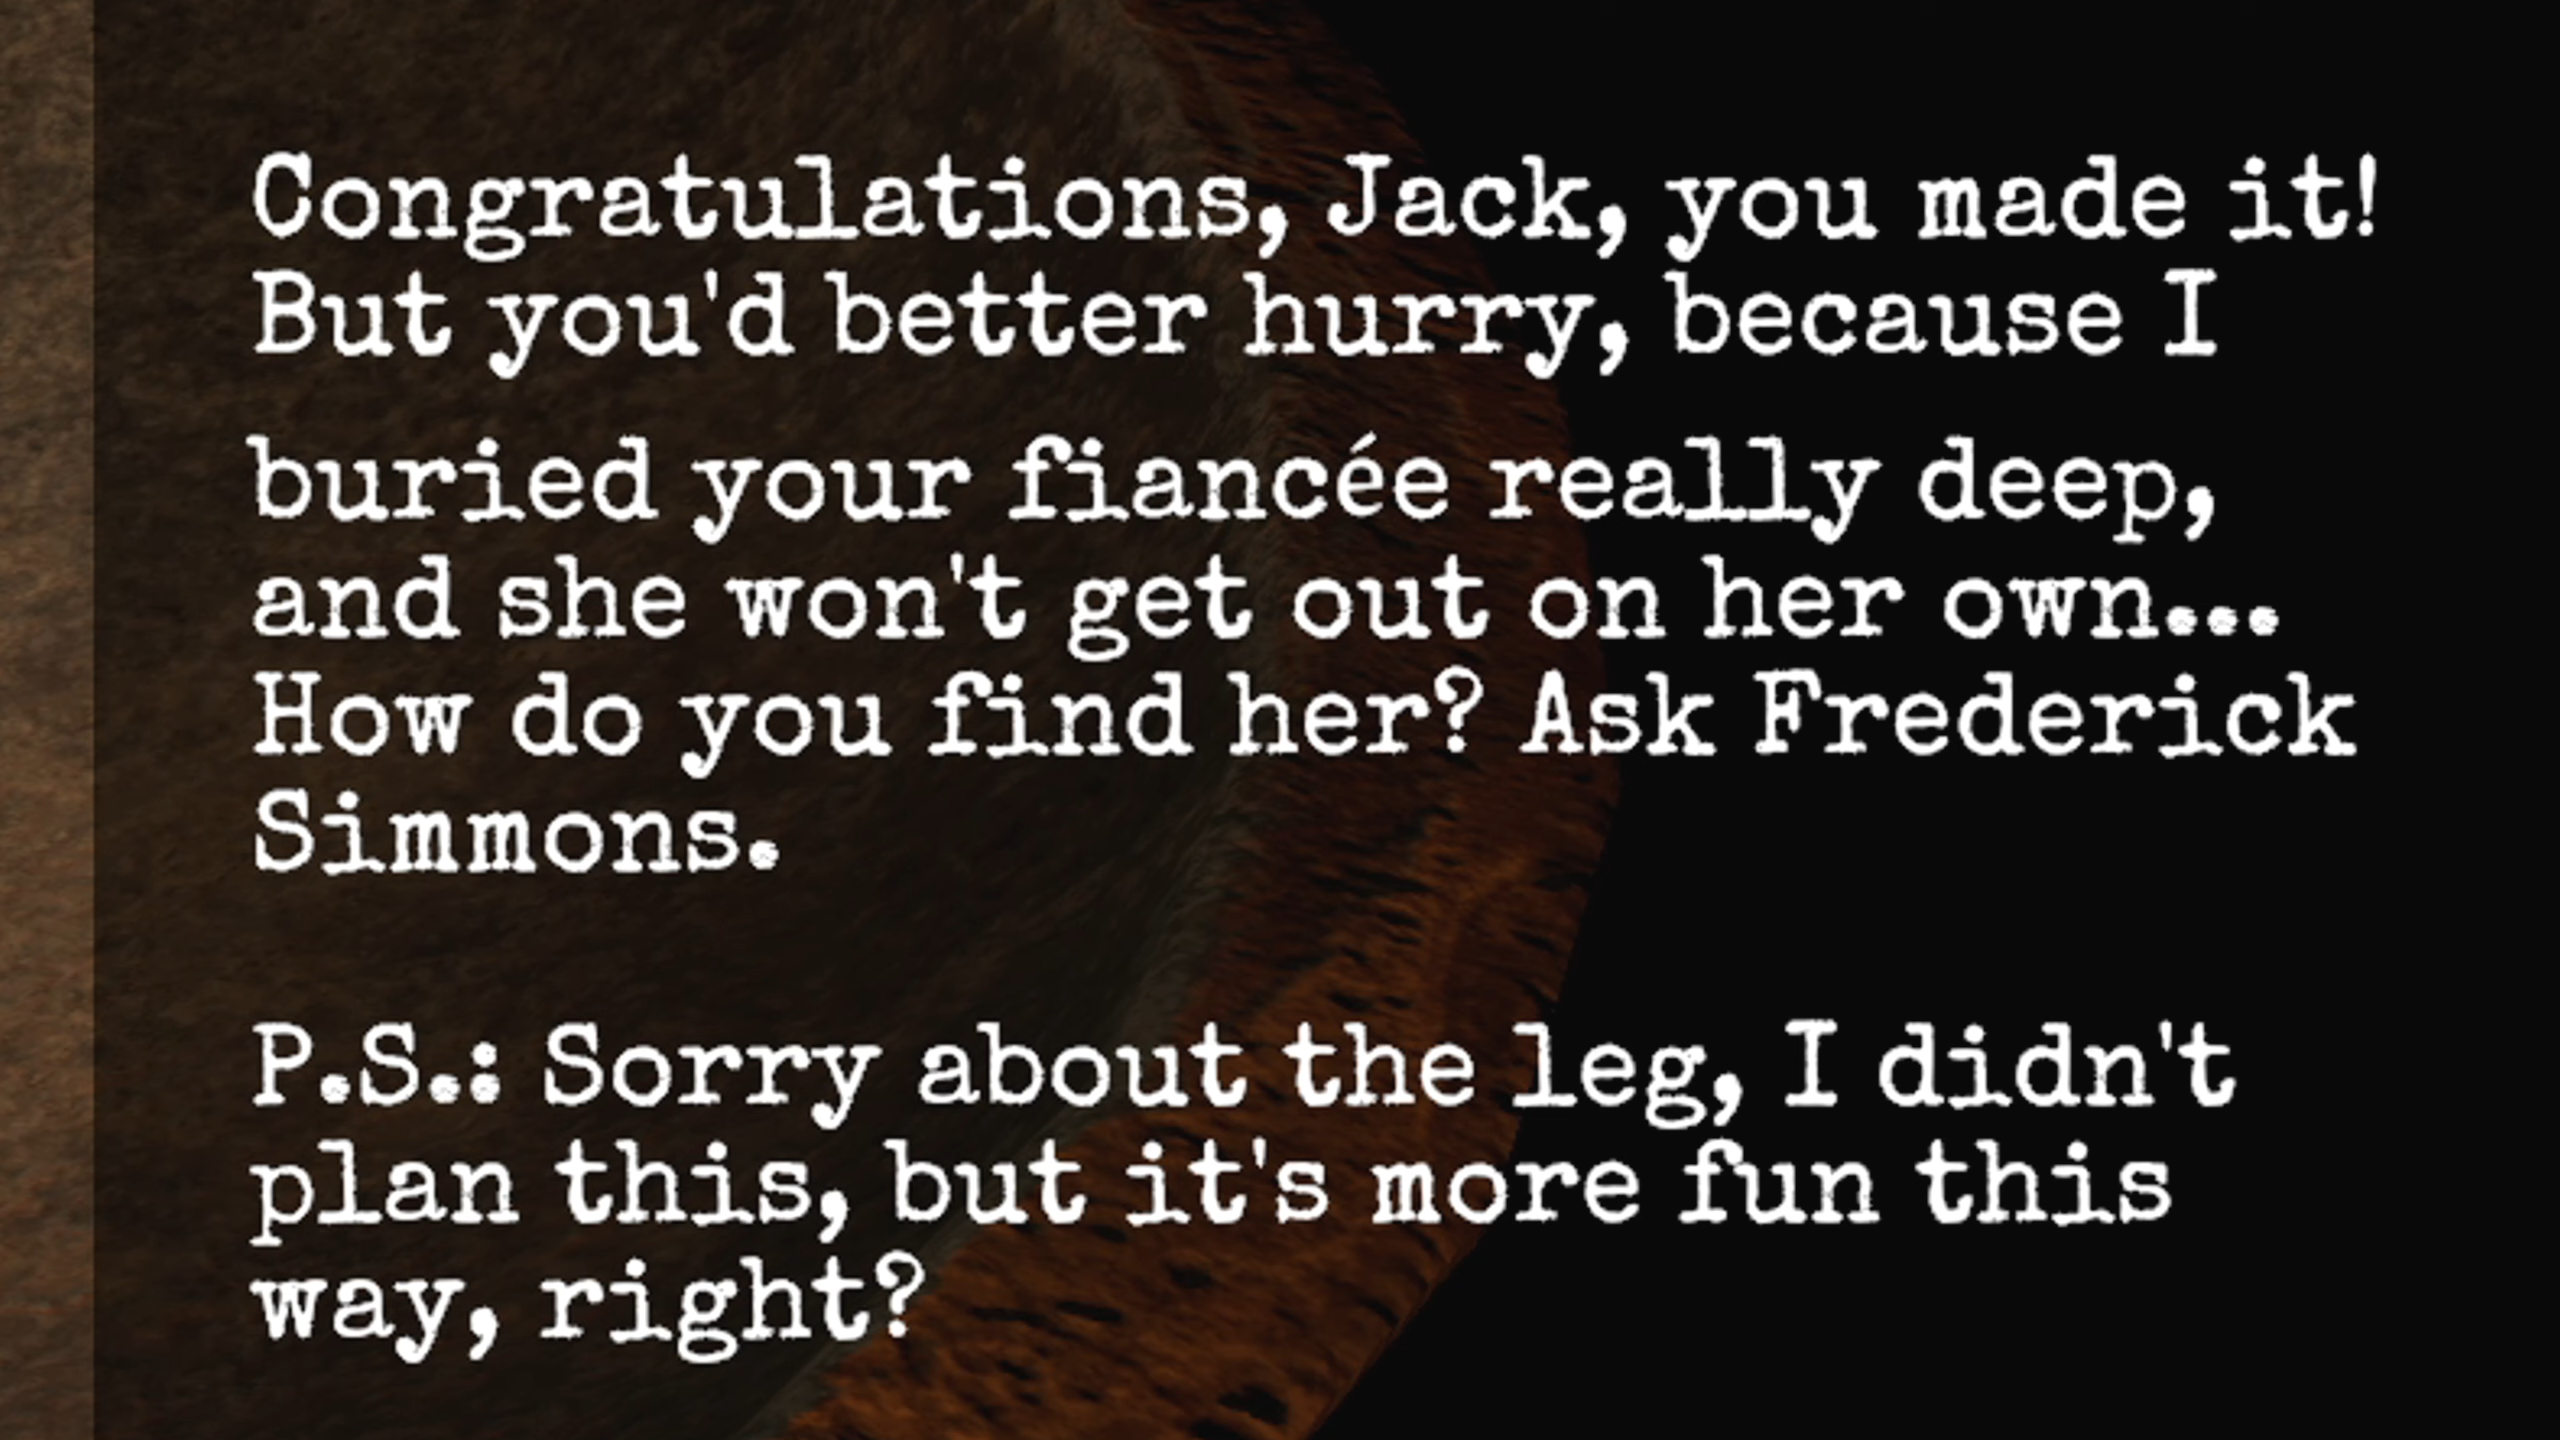 Congratulations, Jack, you made it!
But you'd better hurry, because I
buried your fiancée really deep,
and she won't get out on her own...
How do you find her? Ask Frederick
Simmons.
P.S.: Sorry about the leg, I didn't
plan this, but it's more fun this
way, right?